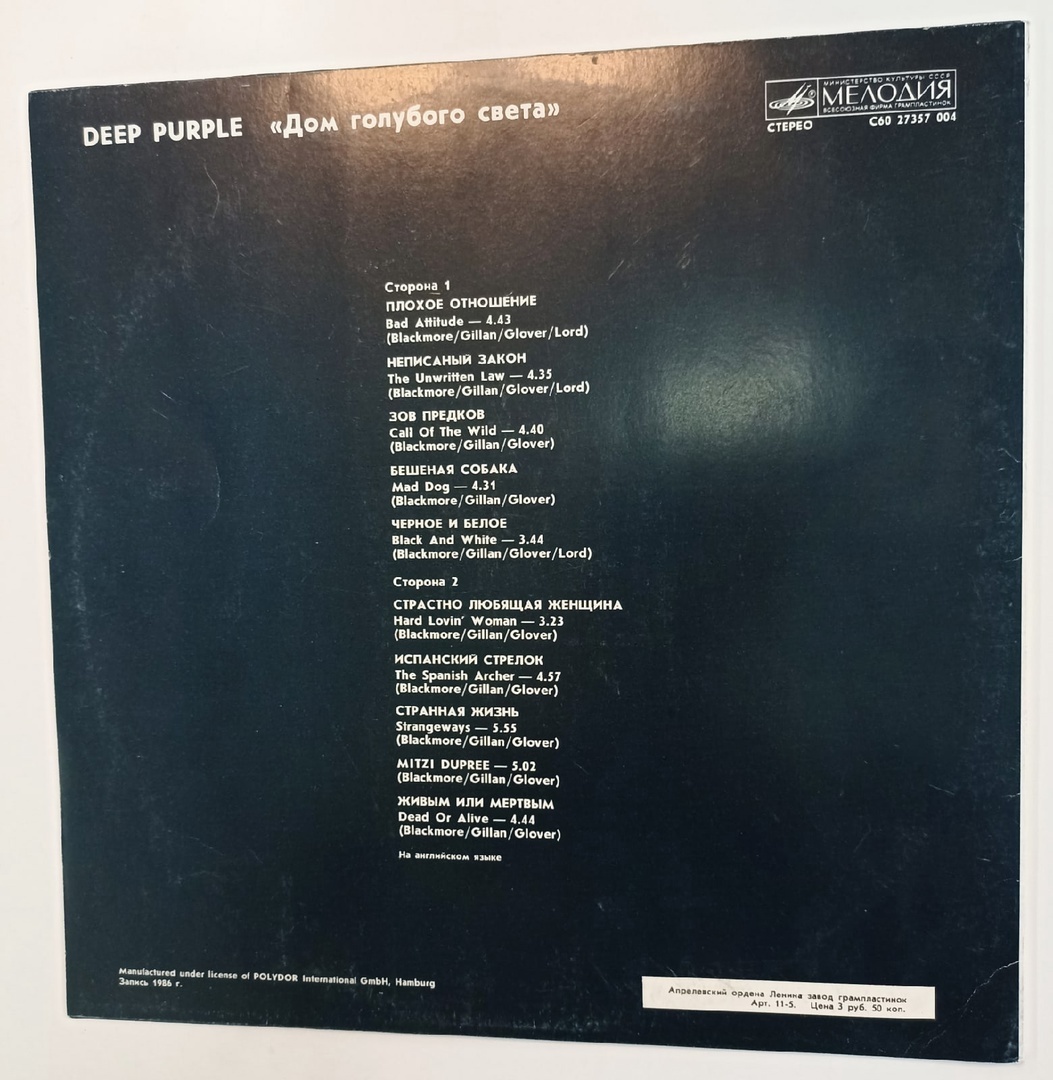 DEEP PURPLE «Дом голубого света»
МИНИСТЕРСТВО КУЛЬТУРЫ СССР
МЕЛОДИЯ
ВСЕСОЮЗНАЯ ФИРМА ГРАМПЛАСТИНОК
СТЕРЕО С60 27357 004
Сторона 1
ПЛОХОЕ ОТНОШЕНИЕ
Bad Attitude — 4.43
(Blackmore/Gillan/Glover/Lord)
НЕПИСАНЫЙ ЗАКОН
The Unwritten Law — 4.35
(Blackmore/Gillan/Glover/Lord)
ЗОВ ПРЕДКОВ
Call Of The Wild — 4.40
(Blackmore/Gillan/Glover)
БЕШЕНАЯ СОБАКА
Mad Dog — 4.31
(Blackmore/Gillan/Glover)
ЧЕРНОЕ И БЕЛОЕ
Black And White — 3.44
(Blackmore/Gillan/Glover/Lord)
Сторона 2
СТРАСТНО ЛЮБЯЩАЯ ЖЕНЩИНА
Hard Lovin' Woman — 3.23
(Blackmore/Gillan/Glover)
ИСПАНСКИЙ СТРЕЛОК
The Spanish Archer — 4.57
(Blackmore/Gillan/Glover)
СТРАННАЯ ЖИЗНЬ
Strangeways — 5.55
(Blackmore/Gillan/Glover)
MITZI DUPREE — 5.02
(Blackmore/Gillan/Glover)
ЖИВЫМ ИЛИ МЕРТВЫМ
Dead Or Alive — 4.44
(Blackmore/Gillan/Glover)
На английском языке
Manufactured under license of POLYDOR International GmbH, Hamburg
Запись 1986 г.
Апрелевский ордена Ленина завод грампластинок
Арт. 11-5. Цена 3 руб. 50 коп.